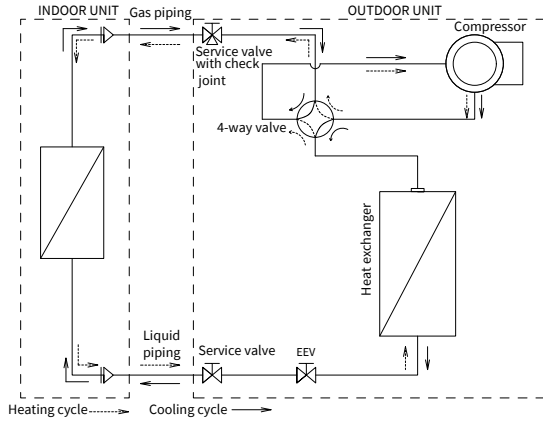 INDOOR UNIT
Gas piping
OUTDOOR UNIT
Compressor
Service valve
with check
joint
4-way valve
Heat exchanger
Liquid
piping
Service valve
EEV
Heating cycle
Cooling cycle